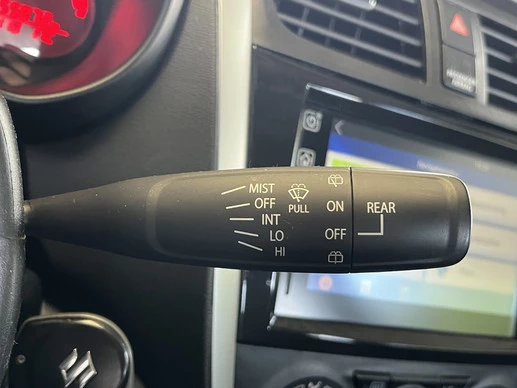 MIST
OFF
INT
LO
HI
PULL
ON
OFF
REAR